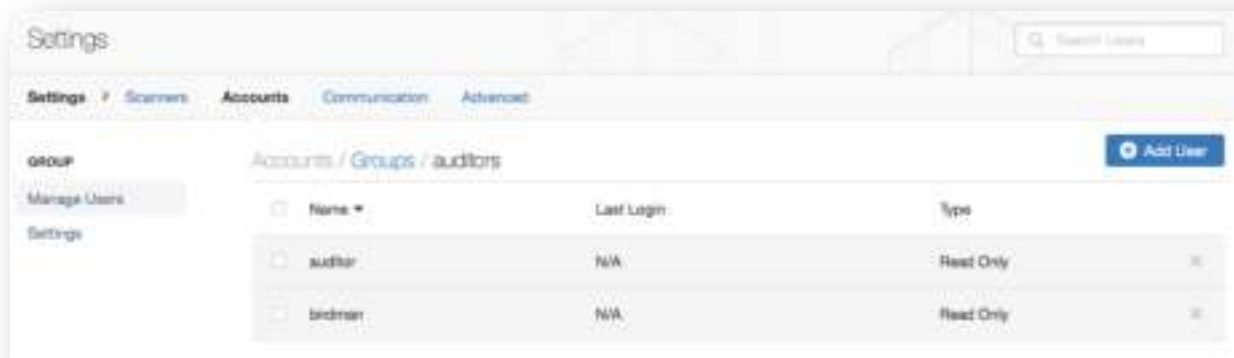 Settings
Search Users
Settings Scanners Accounts Communication Advanced
GROUP
Manage Users
Settings
Accounts / Groups / auditors
Add User
Name Last Login Type
auditor N/A Read Only
birdman N/A Read Only